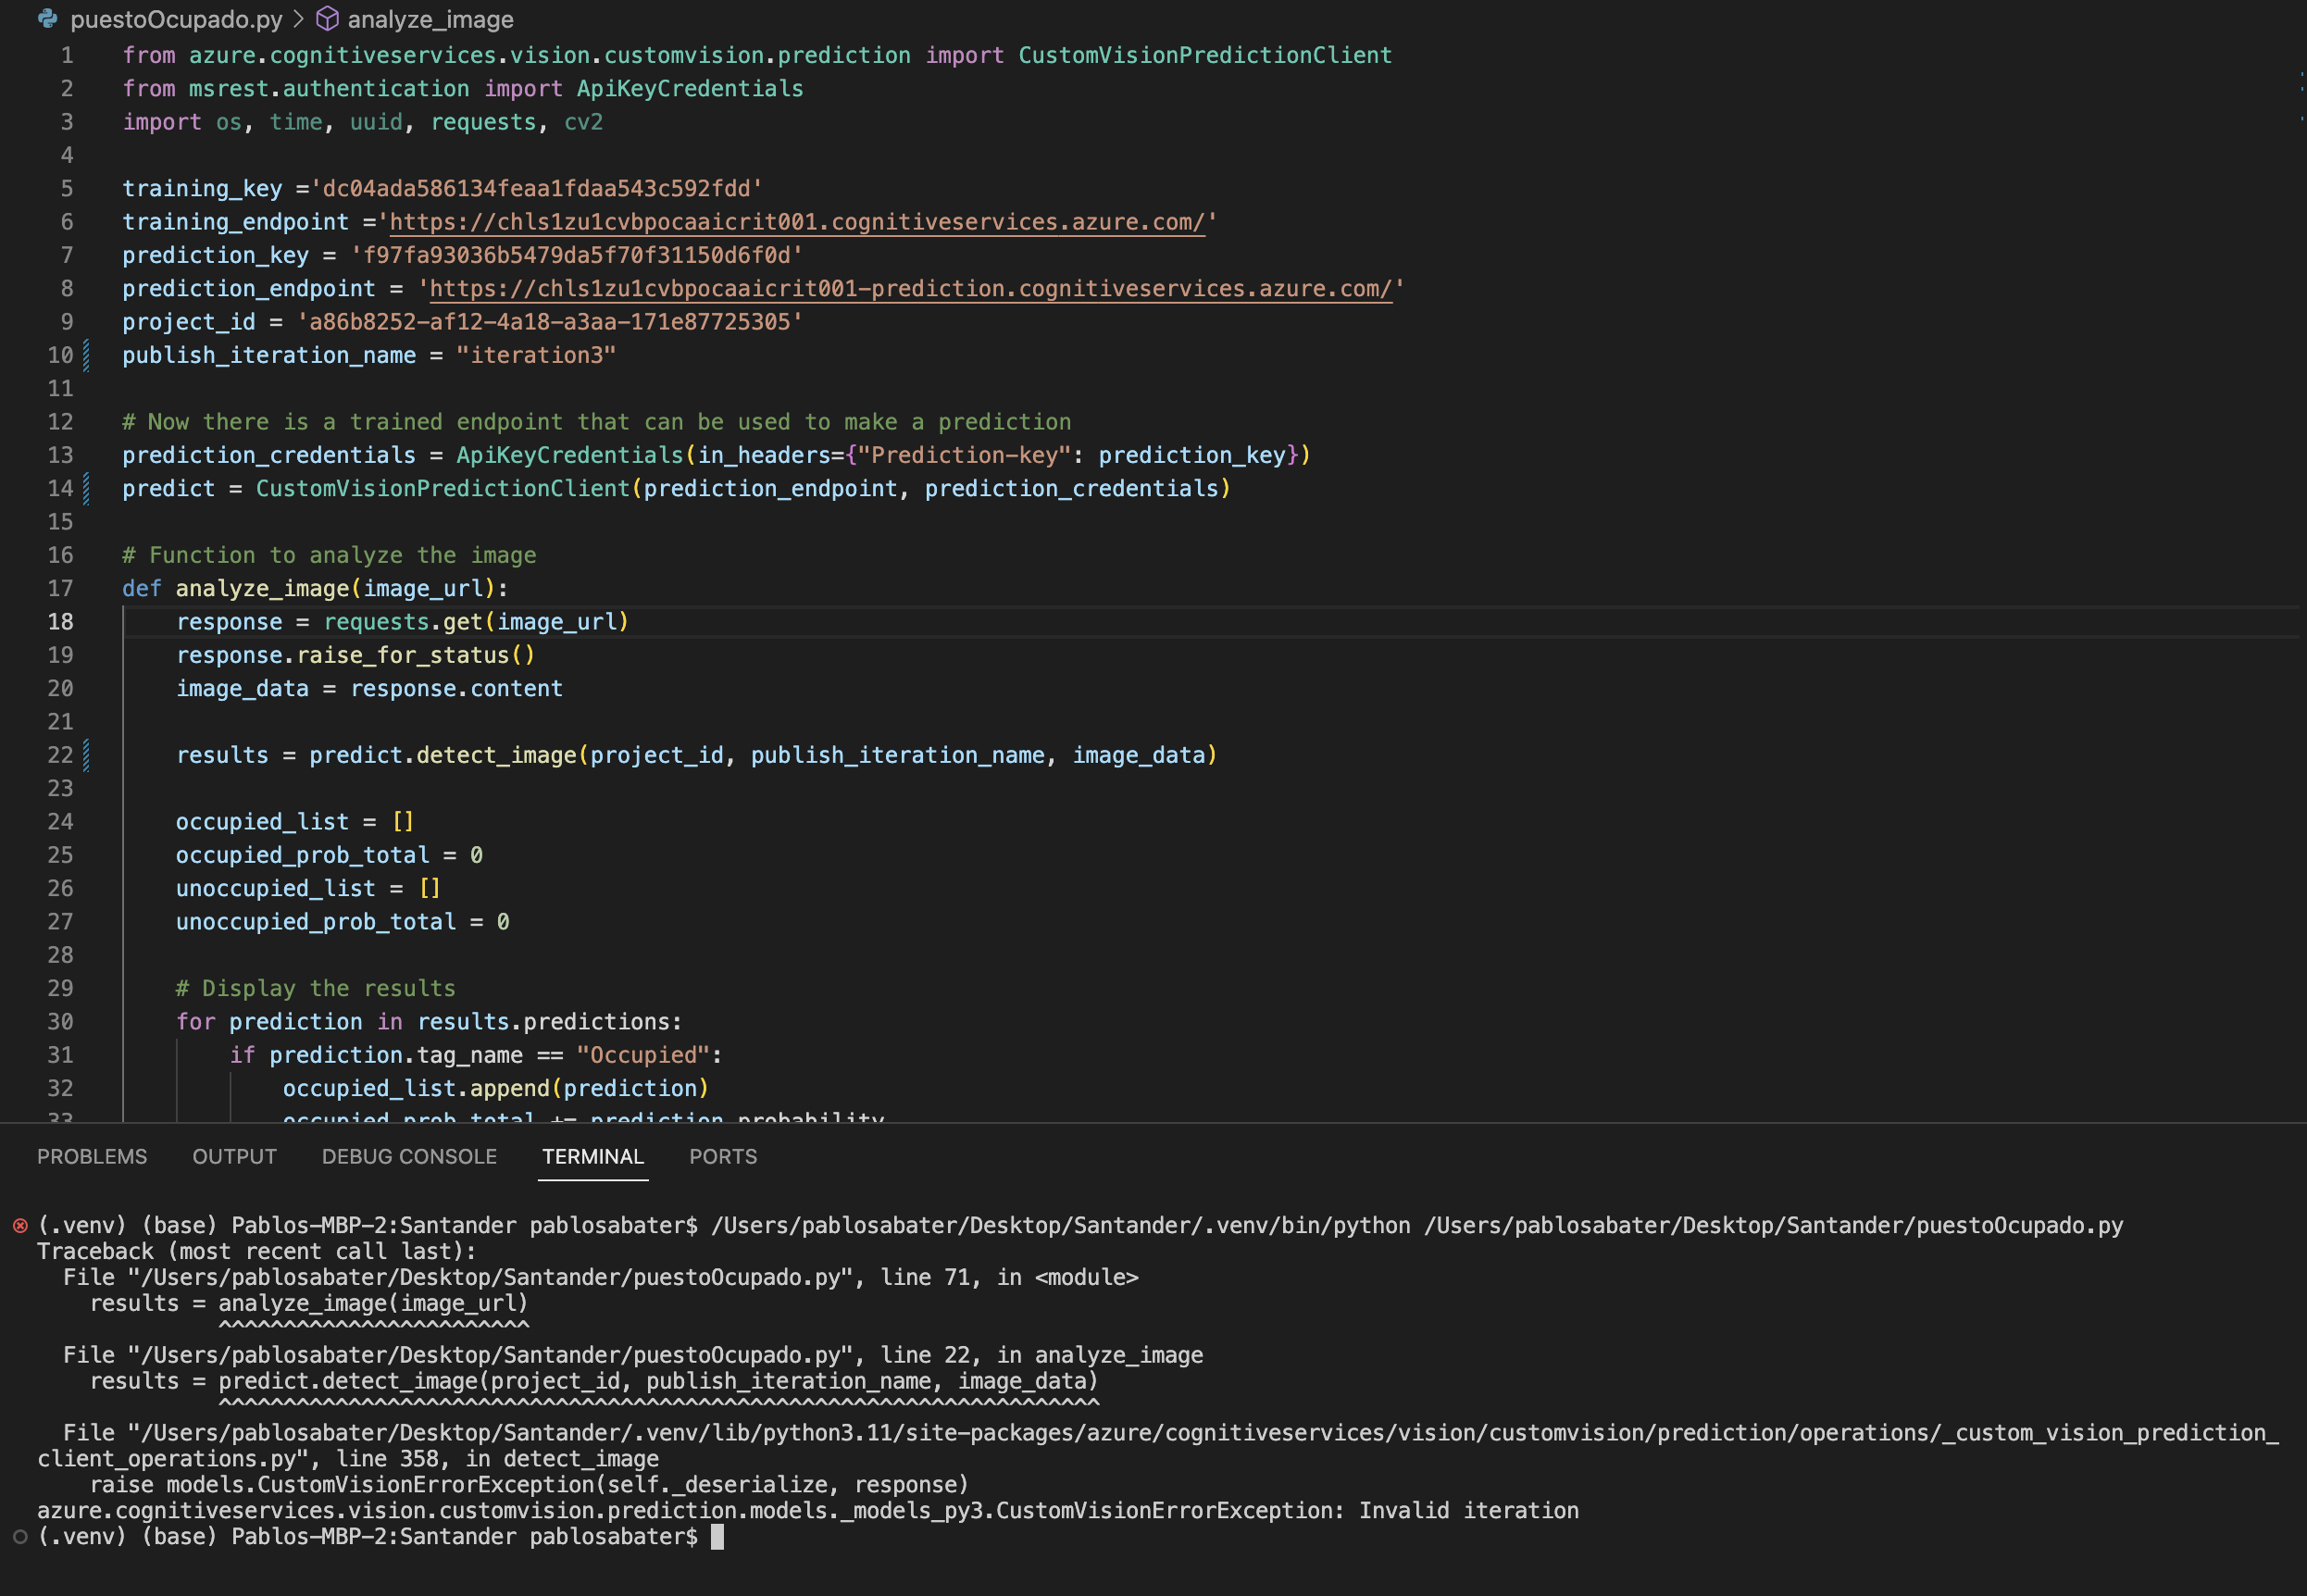 puestoOcupado.py > analyze_image
1 from azure.cognitiveservices.vision.customvision.prediction import CustomVisionPredictionClient
2 from msrest.authentication import ApiKeyCredentials
3 import os, time, uuid, requests, cv2
4
5 training_key ='dc04ada586134feaa1fdaa543c592fdd'
6 training_endpoint ='https://chls1zu1cvbpocaaicrit001.cognitiveservices.azure.com/'
7 prediction_key = 'f97fa93036b5479da5f70f31150d6f0d'
8 prediction_endpoint = 'https://chls1zu1cvbpocaaicrit001-prediction.cognitiveservices.azure.com/'
9 project_id = 'a86b8252-af12-4a18-a3aa-171e87725305'
10 publish_iteration_name = "iteration3"
11
12 # Now there is a trained endpoint that can be used to make a prediction
13 prediction_credentials = ApiKeyCredentials(in_headers={"Prediction-key": prediction_key})
14 predict = CustomVisionPredictionClient(prediction_endpoint, prediction_credentials)
15
16 # Function to analyze the image
17 def analyze_image(image_url):
18     response = requests.get(image_url)
19     response.raise_for_status()
20     image_data = response.content
21
22     results = predict.detect_image(project_id, publish_iteration_name, image_data)
23
24     occupied_list = []
25     occupied_prob_total = 0
26     unoccupied_list = []
27     unoccupied_prob_total = 0
28
29     # Display the results
30     for prediction in results.predictions:
31         if prediction.tag_name == "Occupied":
32             occupied_list.append(prediction)
33             occupied_prob_total += prediction.probability
PROBLEMS OUTPUT DEBUG CONSOLE TERMINAL PORTS
(.venv) (base) Pablos-MBP-2:Santander pablosabater$ /Users/pablosabater/Desktop/Santander/.venv/bin/python /Users/pablosabater/Desktop/Santander/puestoOcupado.py
Traceback (most recent call last):
  File "/Users/pablosabater/Desktop/Santander/puestoOcupado.py", line 71, in <module>
    results = analyze_image(image_url)
              ^^^^^^^^^^^^^^^^^^^^^^^^
  File "/Users/pablosabater/Desktop/Santander/puestoOcupado.py", line 22, in analyze_image
    results = predict.detect_image(project_id, publish_iteration_name, image_data)
              ^^^^^^^^^^^^^^^^^^^^^^^^^^^^^^^^^^^^^^^^^^^^^^^^^^^^^^^^^^^^^^^^^^^^
  File "/Users/pablosabater/Desktop/Santander/.venv/lib/python3.11/site-packages/azure/cognitiveservices/vision/customvision/prediction/operations/_custom_vision_prediction_
client_operations.py", line 358, in detect_image
    raise models.CustomVisionErrorException(self._deserialize, response)
azure.cognitiveservices.vision.customvision.prediction.models._models_py3.CustomVisionErrorException: Invalid iteration
(.venv) (base) Pablos-MBP-2:Santander pablosabater$